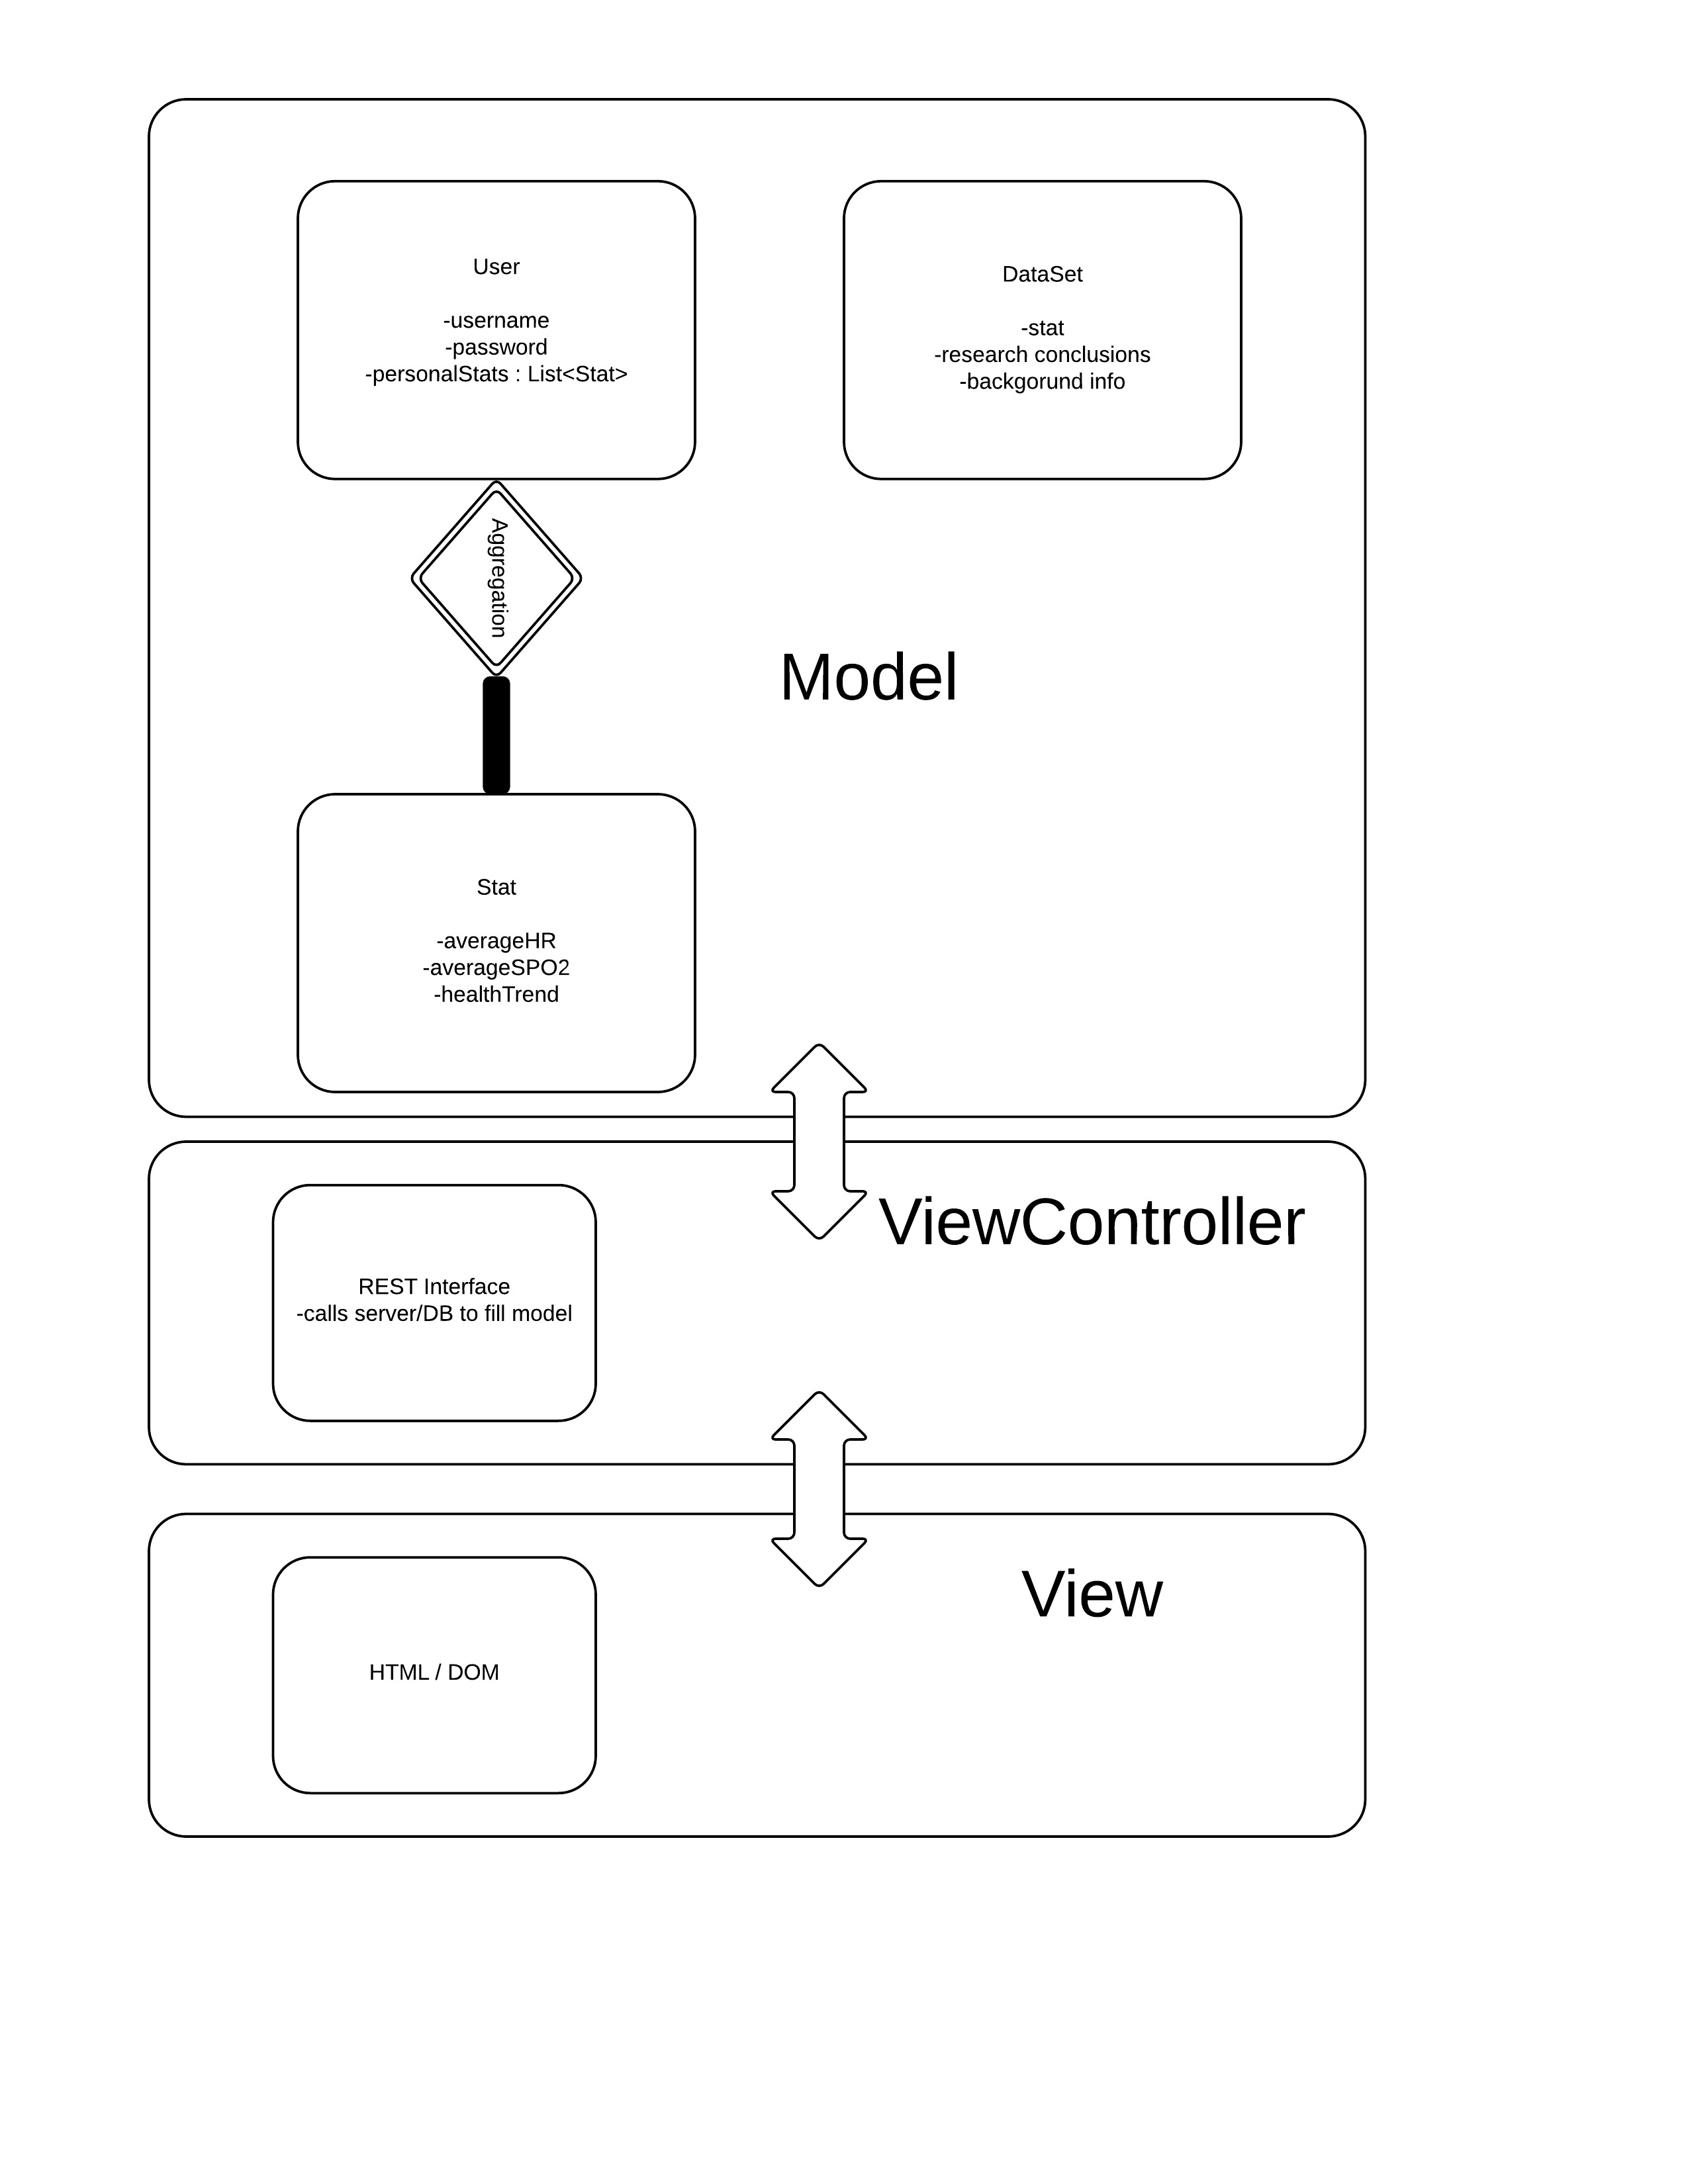 User
-username
-password
-personalStats : List<Stat>
DataSet
-stat
-research conclusions
-backgorund info
Aggregation
Model
Stat
-averageHR
-averageSPO2
-healthTrend
ViewController
REST Interface
-calls server/DB to fill model
View
HTML / DOM